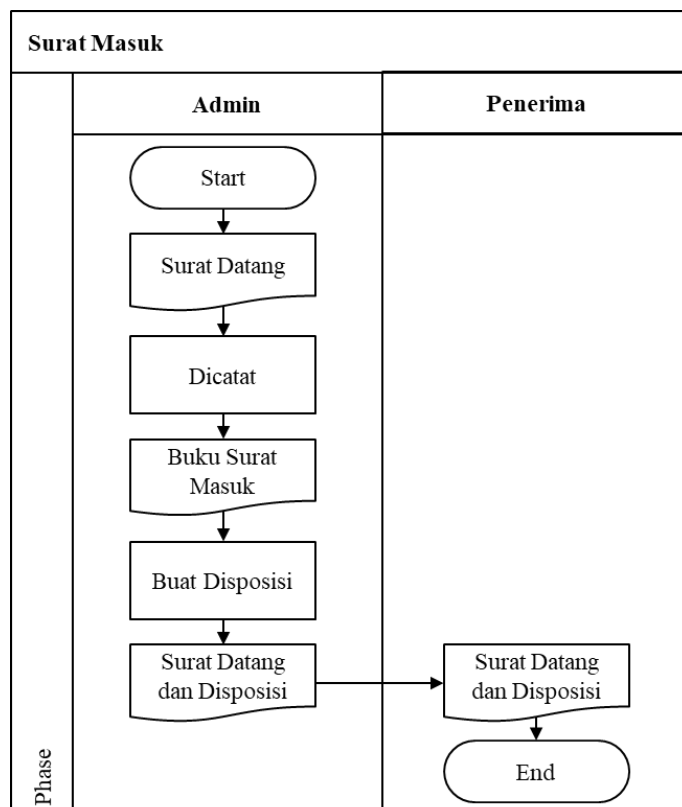 Surat Masuk
Admin
Penerima
Start
Surat Datang
Dicatat
Buku Surat
Masuk
Buat Disposisi
Surat Datang
dan Disposisi
Surat Datang
dan Disposisi
End
Phase